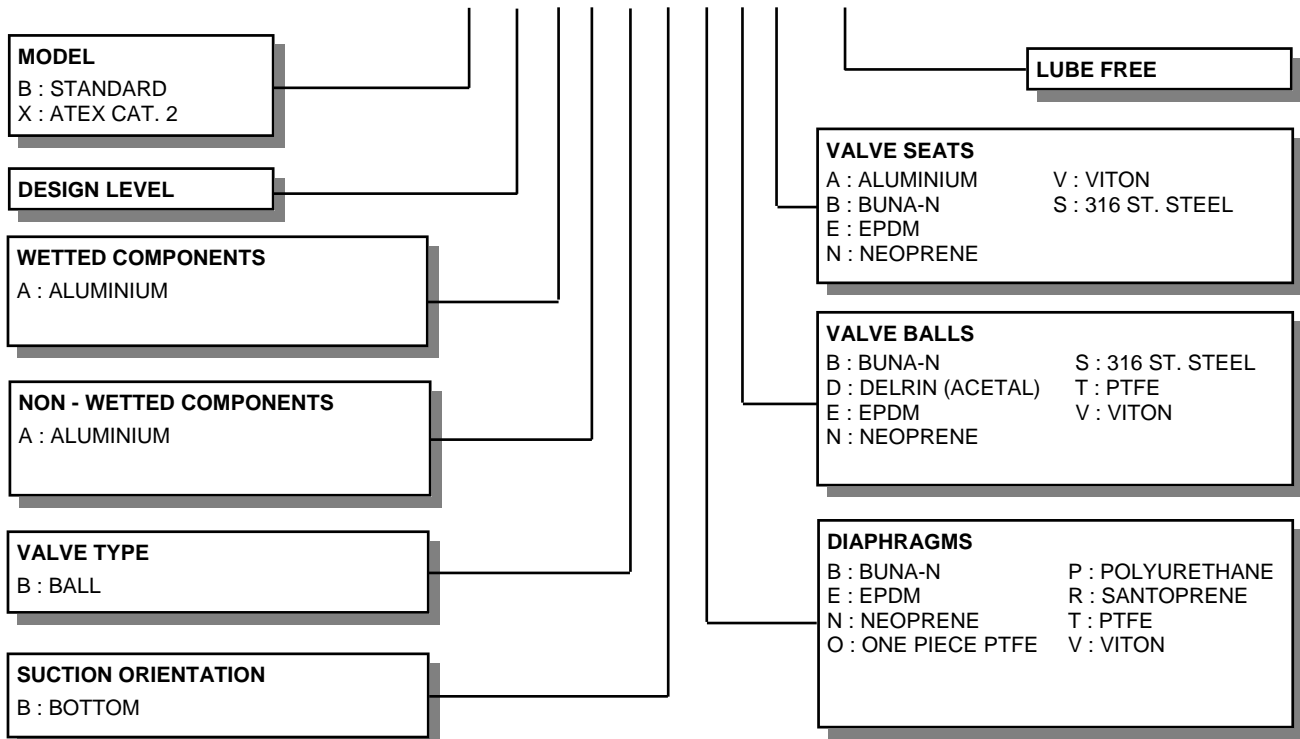 MODEL
B : STANDARD
X : ATEX CAT. 2
DESIGN LEVEL
WETTED COMPONENTS
A : ALUMINIUM
NON - WETTED COMPONENTS
A : ALUMINIUM
VALVE TYPE
B : BALL
SUCTION ORIENTATION
B : BOTTOM
LUBE FREE
VALVE SEATS
A : ALUMINIUM V : VITON
B : BUNA-N S : 316 ST. STEEL
E : EPDM
N : NEOPRENE
VALVE BALLS
B : BUNA-N S : 316 ST. STEEL
D : DELRIN (ACETAL) T : PTFE
E : EPDM V : VITON
N : NEOPRENE
DIAPHRAGMS
B : BUNA-N P : POLYURETHANE
E : EPDM R : SANTOPRENE
N : NEOPRENE T : PTFE
O : ONE PIECE PTFE V : VITON